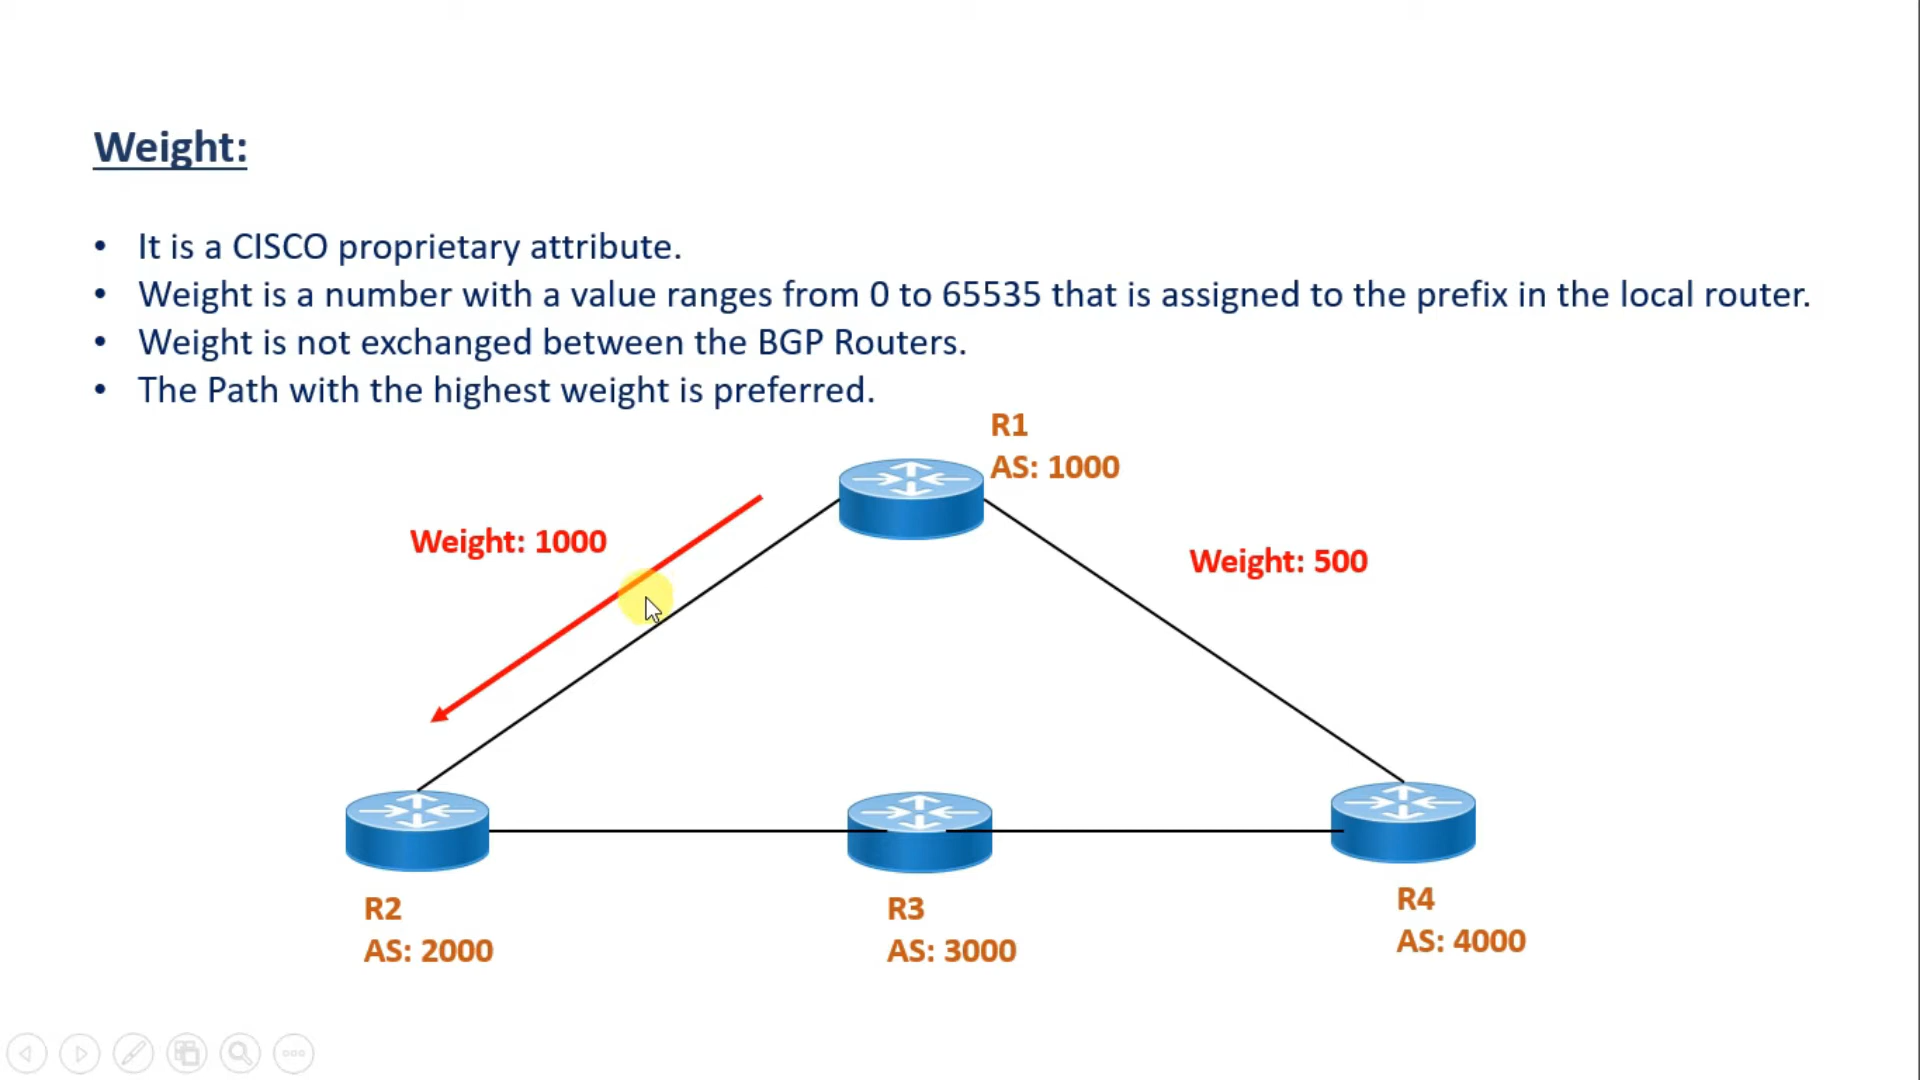 Weight:
• It is a CISCO proprietary attribute.
• Weight is a number with a value ranges from 0 to 65535 that is assigned to the prefix in the local router.
• Weight is not exchanged between the BGP Routers.
• The Path with the highest weight is preferred.
R1
AS: 1000
Weight: 1000
Weight: 500
R2
AS: 2000
R3
AS: 3000
R4
AS: 4000